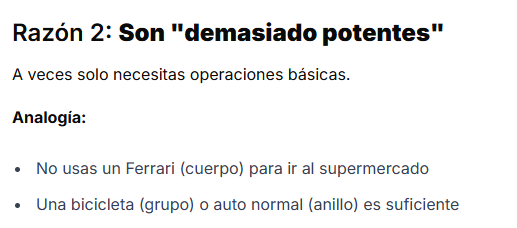 Razón 2: Son "demasiado potentes"
A veces solo necesitas operaciones básicas.
Analogía:
• No usas un Ferrari (cuerpo) para ir al supermercado
• Una bicicleta (grupo) o auto normal (anillo) es suficiente